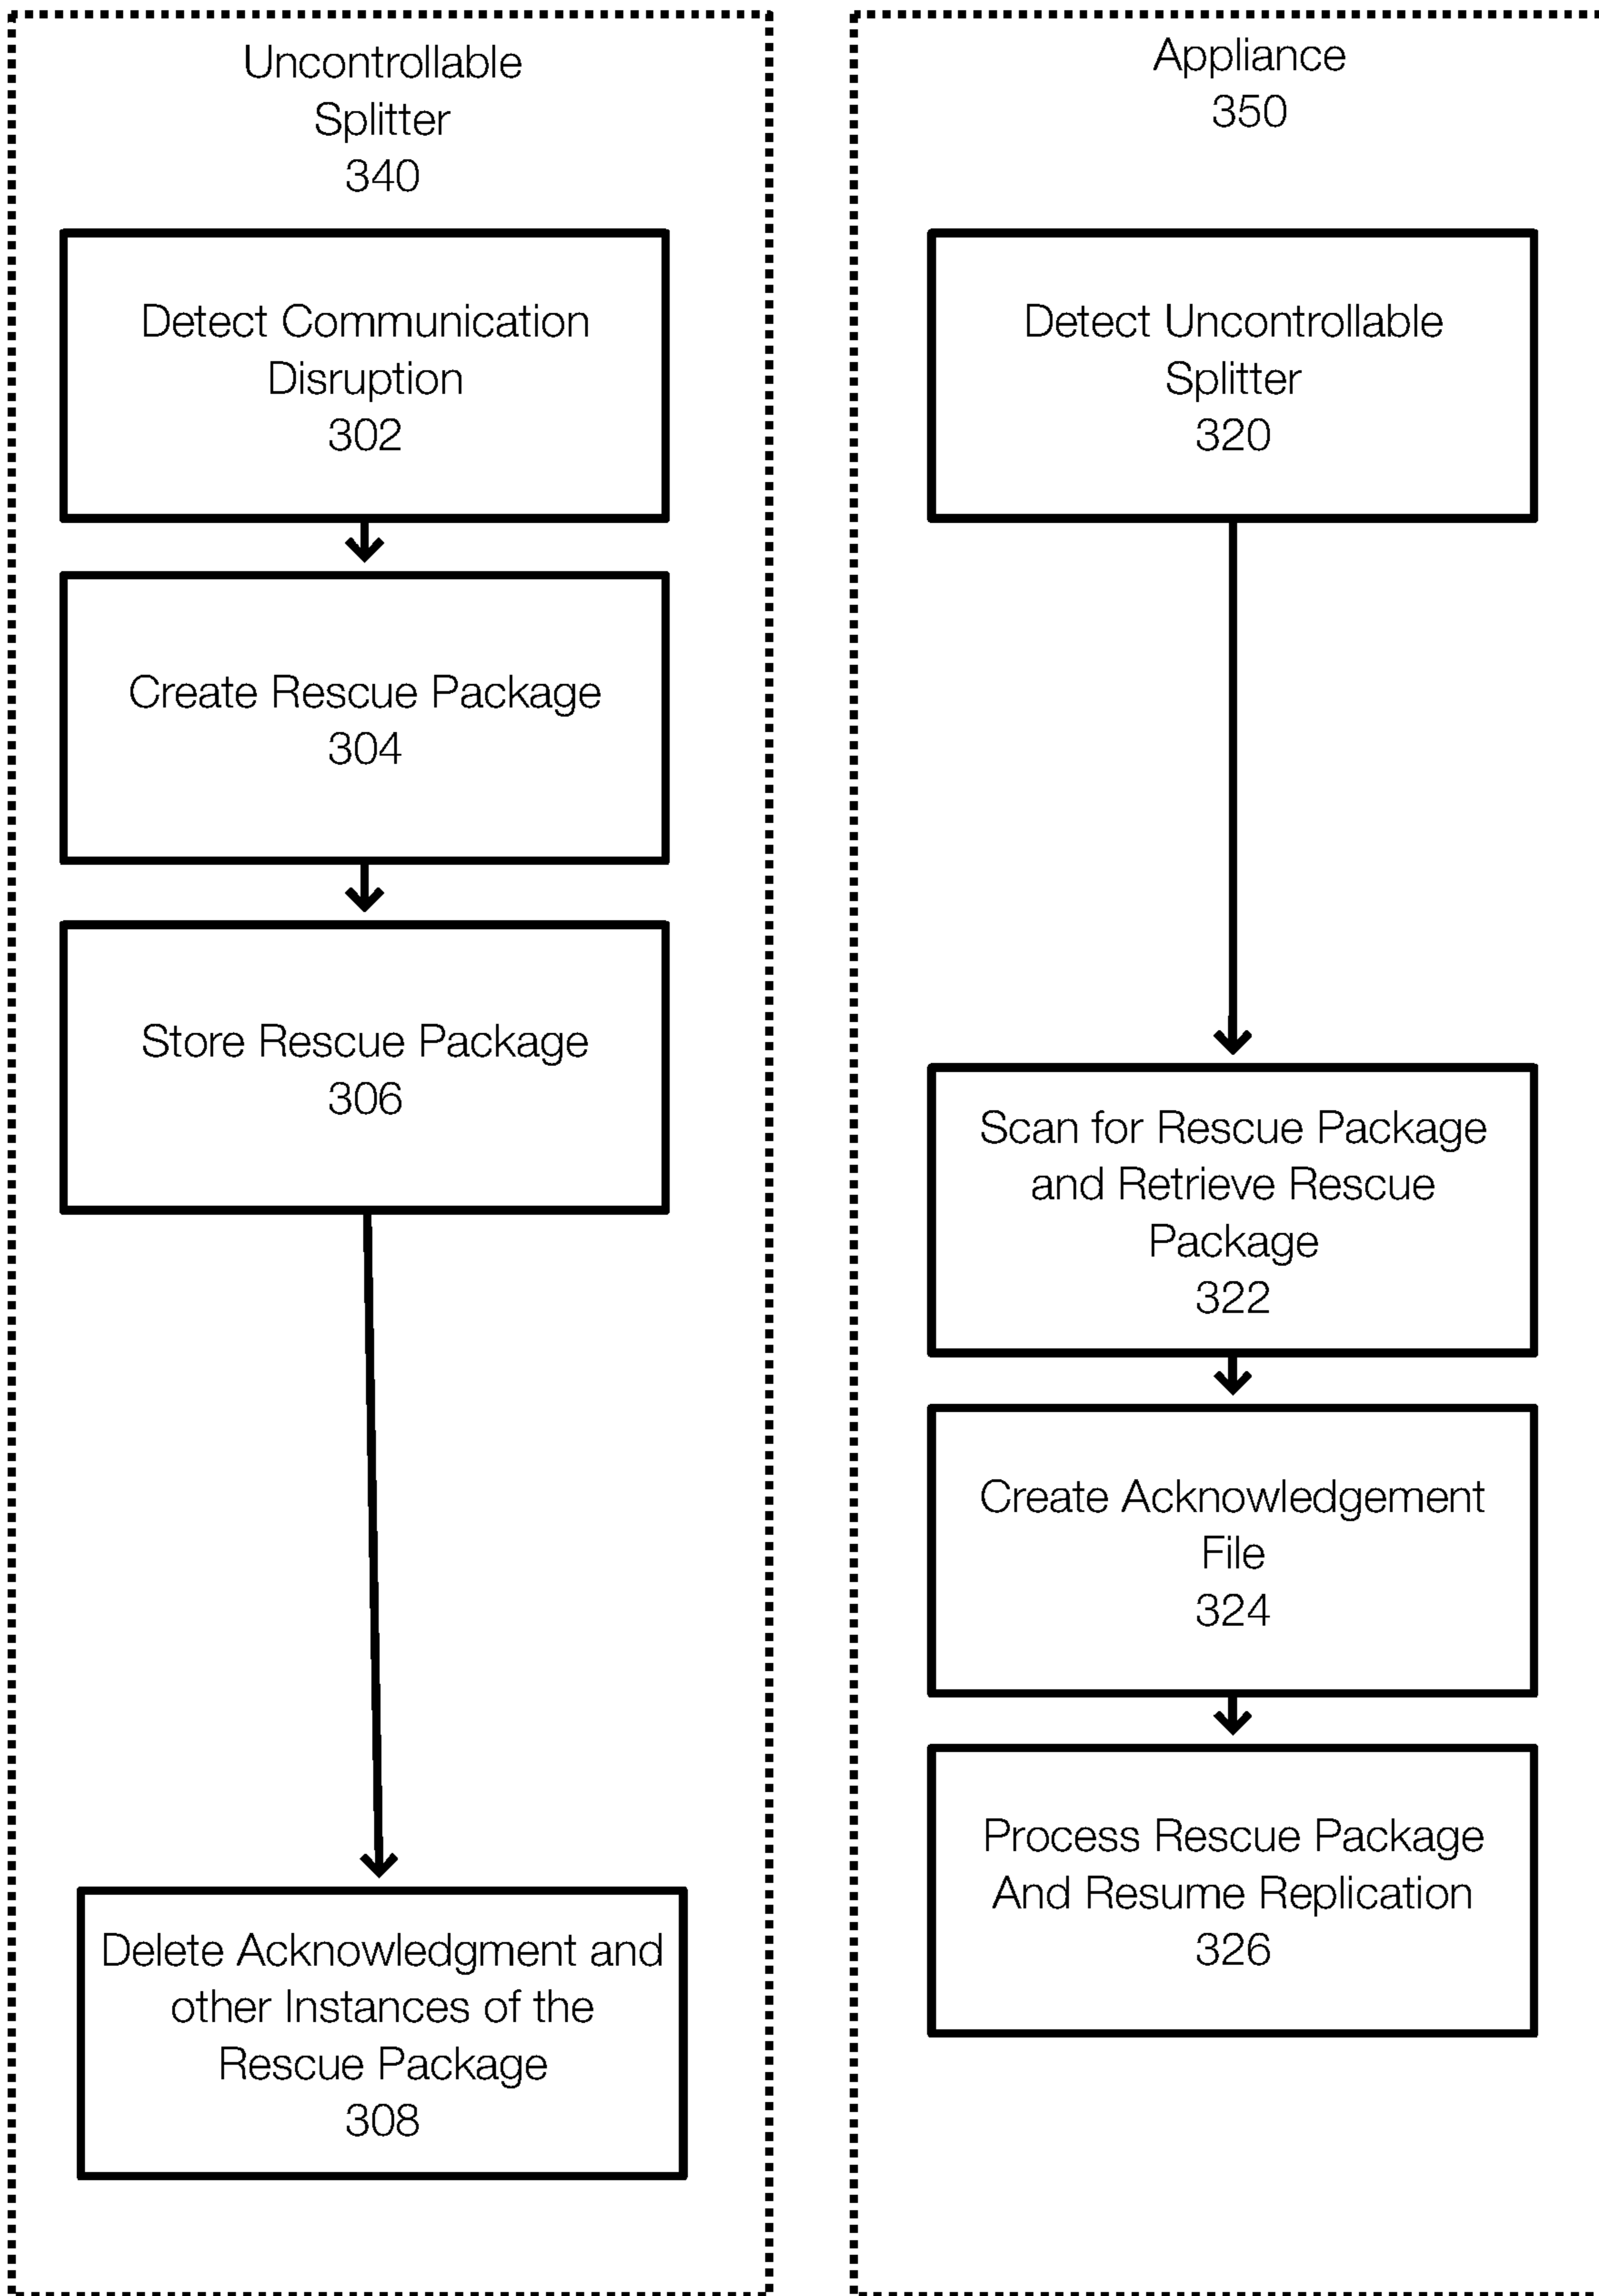 Uncontrollable
Splitter
340
Detect Communication
Disruption
302
Create Rescue Package
304
Store Rescue Package
306
Delete Acknowledgment and
other Instances of the
Rescue Package
308
Appliance
350
Detect Uncontrollable
Splitter
320
Scan for Rescue Package
and Retrieve Rescue
Package
322
Create Acknowledgement
File
324
Process Rescue Package
And Resume Replication
326